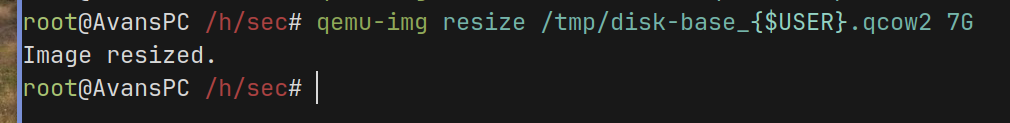 root@AvansPC /h/sec# qemu-img resize /tmp/disk-base_{$USER}.qcow2 7G
Image resized.
root@AvansPC /h/sec#